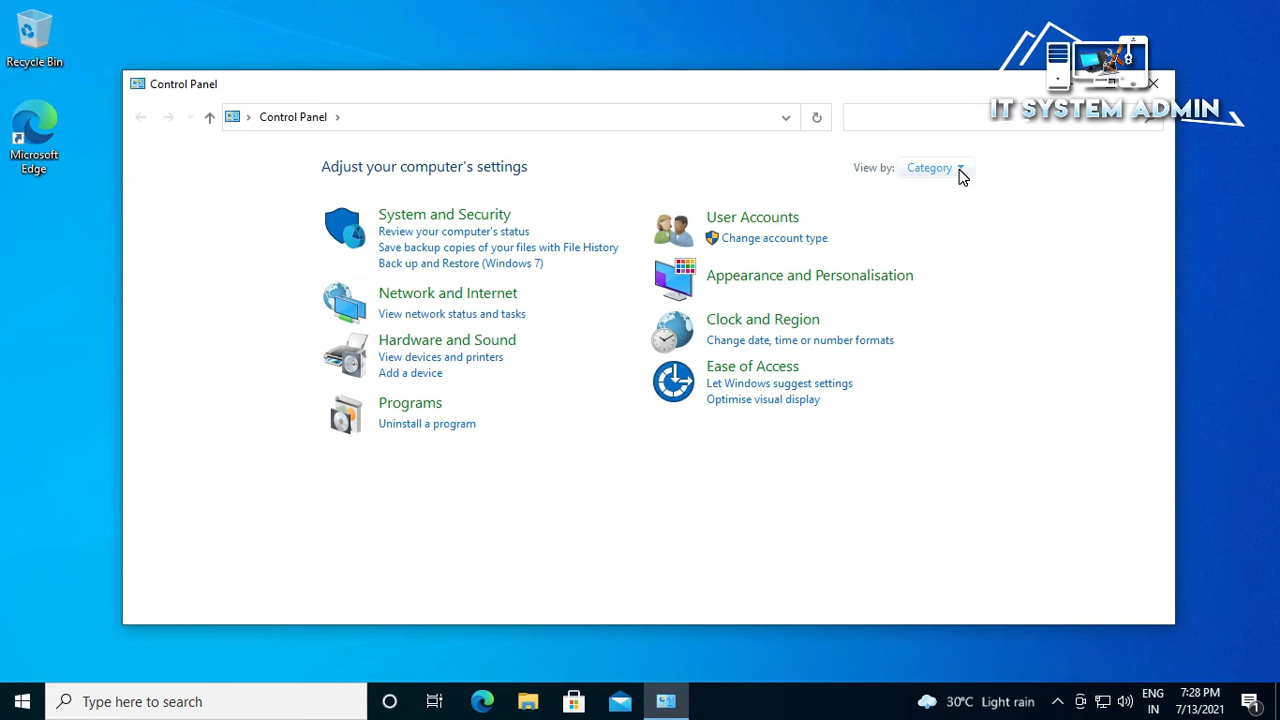 Recycle Bin
Microsoft
Edge
Control Panel
IT SYSTEM ADMIN
Control Panel
Adjust your computer's settings
View by: Category
System and Security
Review your computer's status
Save backup copies of your files with File History
Back up and Restore (Windows 7)
Network and Internet
View network status and tasks
Hardware and Sound
View devices and printers
Add a device
Programs
Uninstall a program
User Accounts
Change account type
Appearance and Personalisation
Clock and Region
Change date, time or number formats
Ease of Access
Let Windows suggest settings
Optimise visual display
Type here to search
30°C Light rain
ENG
IN
7:28 PM
7/13/2021
1